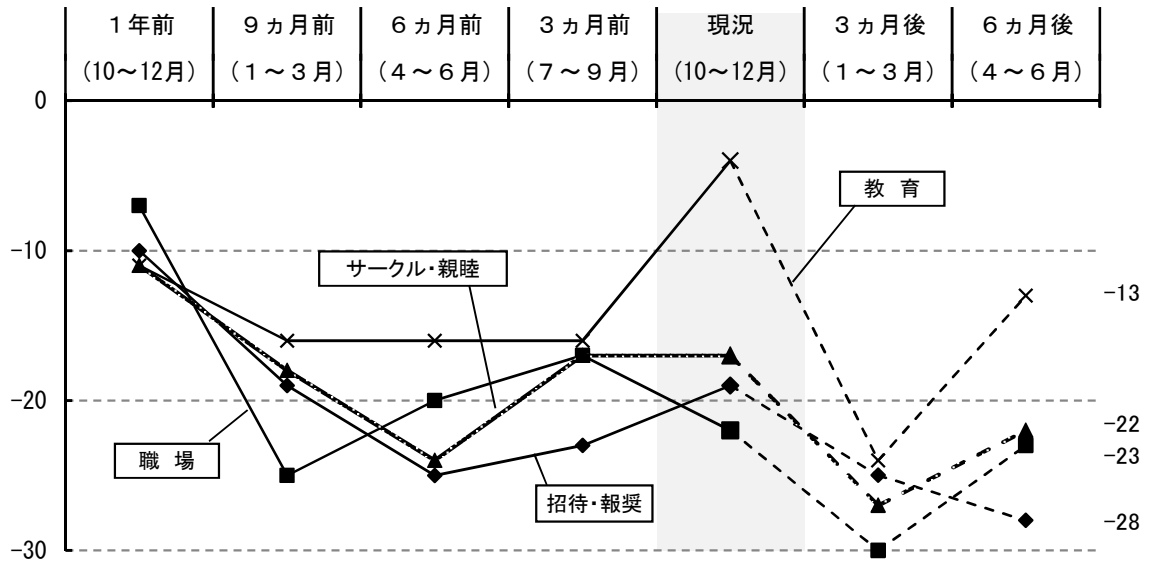 １年前 ９ヵ月前 ６ヵ月前 ３ヵ月前 現況 ３ヵ月後 ６ヵ月後
（10～12月） （１～３月） （４～６月） （７～９月） （10～12月） （１～３月） （４～６月）
0
教 育
-10
サークル・親睦
-13
-20
-22
職 場
-23
招待・報奨
-28
-30